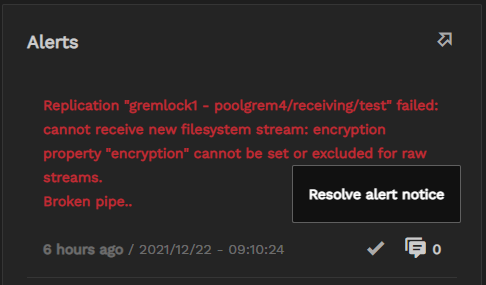 Alerts
Replication "gremlock1 - poolgrem4/receiving/test" failed:
cannot receive new filesystem stream: encryption
property "encryption" cannot be set or excluded for raw
streams.
Broken pipe..
Resolve alert notice
6 hours ago / 2021/12/22 - 09:10:24
0